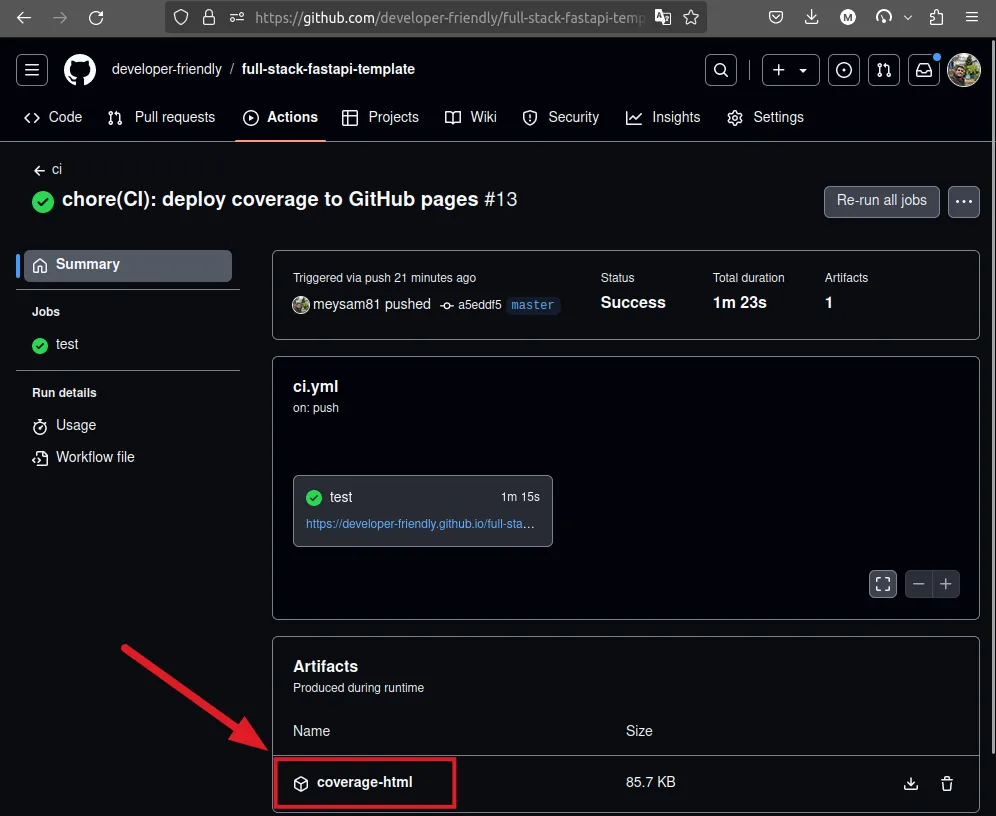 https://github.com/developer-friendly/full-stack-fastapi-temp
developer-friendly / full-stack-fastapi-template
Code Pull requests Actions Projects Wiki Security Insights Settings
ci
chore(CI): deploy coverage to GitHub pages #13
Re-run all jobs
Summary
Jobs
test
Run details
Usage
Workflow file
Triggered via push 21 minutes ago
meysam81 pushed a5eddf5 master
Status
Success
Total duration
1m 23s
Artifacts
1
ci.yml
on: push
test 1m 15s
https://developer-friendly.github.io/full-sta...
Artifacts
Produced during runtime
Name Size
coverage-html 85.7 KB